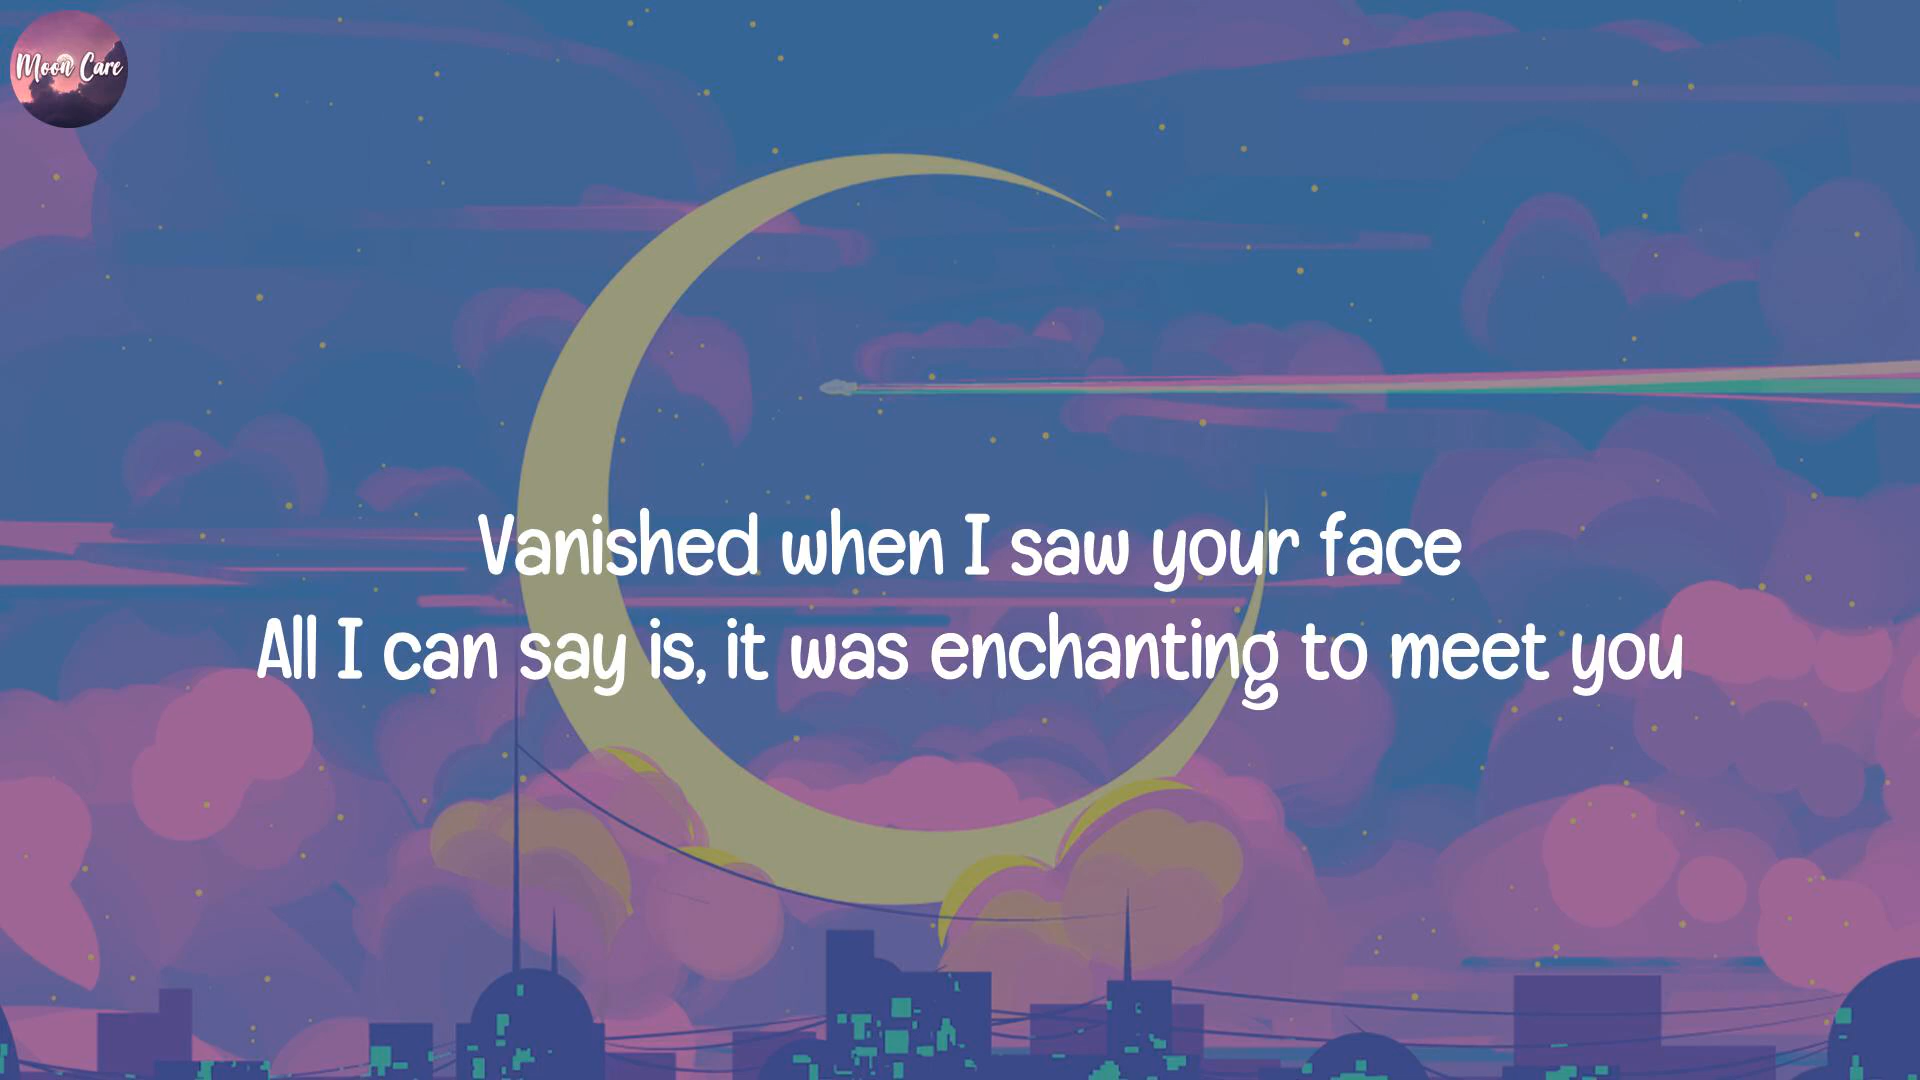 Moon Care
Vanished when I saw your face
All I can say is, it was enchanting to meet you